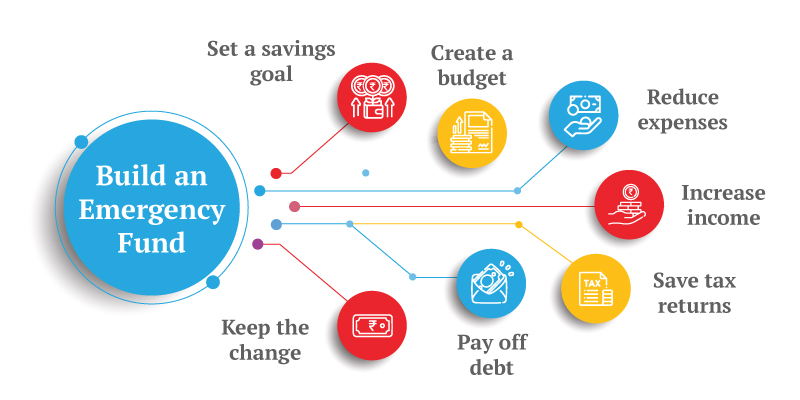 Set a savings
goal
Create a
budget
Reduce
expenses
Build an
Emergency
Fund
Increase
income
Save tax
returns
TAX
Keep the
change
Pay off
debt